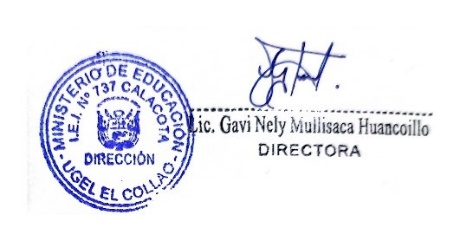 MINISTERIO DE EDUCACIÓN
I.E.I. Nº 737 CALACOTA
DIRECCIÓN
- UGEL EL COLLAO -
Lic. Gavi Nely Mullisaca Huancoillo
DIRECTORA